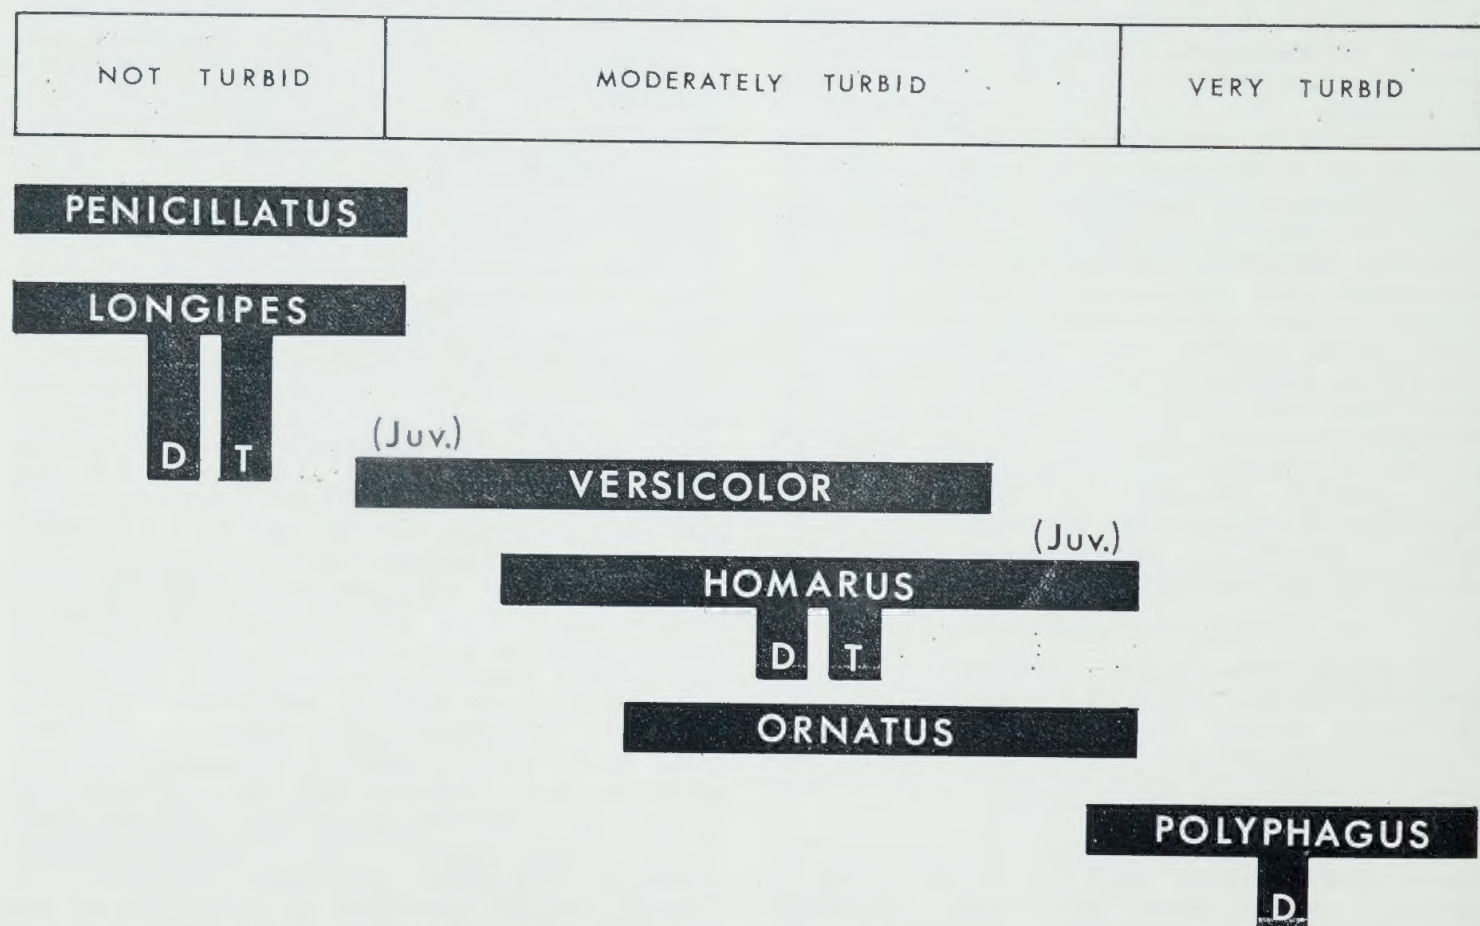 NOT TURBID
MODERATELY TURBID
VERY TURBID
PENICILLATUS
LONGIPES
D T
(Juv.)
VERSICOLOR
(Juv.)
HOMARUS
D T
ORNATUS
POLYPHAGUS
D